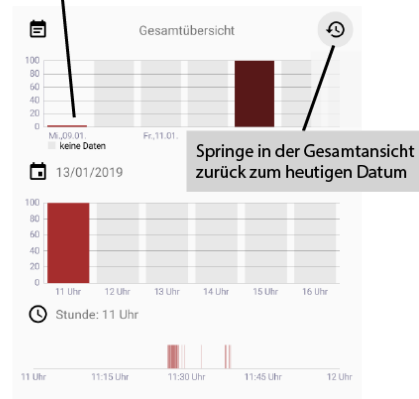 Gesamtübersicht
100
80
60
40
20
0
Mi.,09.01. Fr.,11.01.
keine Daten
Springe in der Gesamtansicht
zurück zum heutigen Datum
13/01/2019
100
80
60
40
20
0
11 Uhr 12 Uhr 13 Uhr 14 Uhr 15 Uhr 16 Uhr
Stunde: 11 Uhr
11 Uhr 11:15 Uhr 11:30 Uhr 11:45 Uhr 12 Uhr